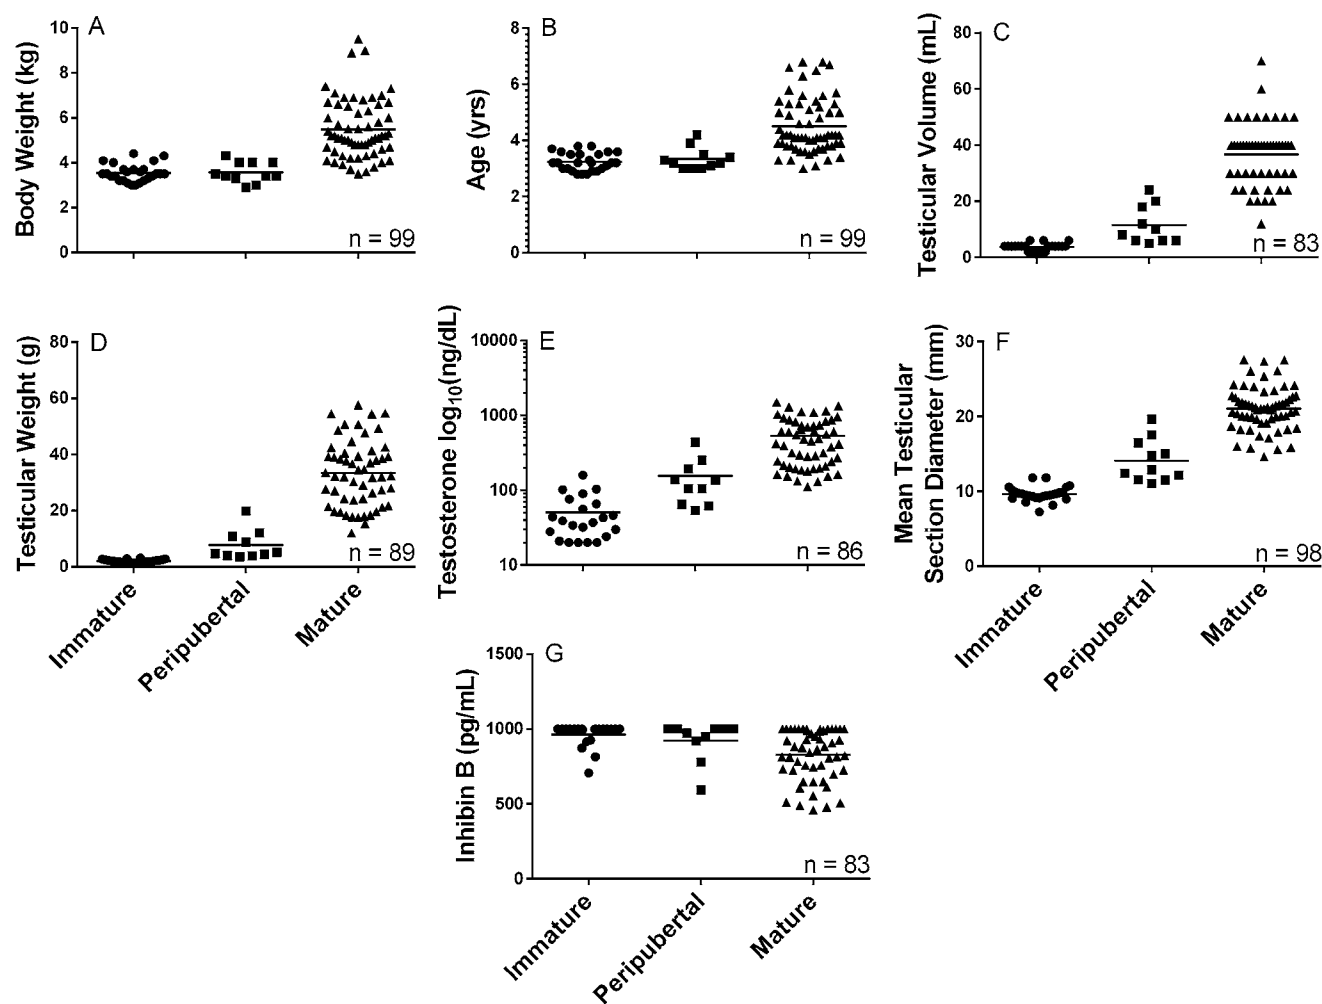 A
Body Weight (kg)
10
8
6
4
2
0
n = 99
B
Age (yrs)
8
6
4
2
0
n = 99
C
Testicular Volume (mL)
80
60
40
20
0
n = 83
D
Testicular Weight (g)
80
60
40
20
0
n = 89
Immature
Peripubertal
Mature
E
Testosterone log10(ng/dL)
10000
1000
100
10
n = 86
F
Mean Testicular
Section Diameter (mm)
30
20
10
0
n = 98
Immature
Peripubertal
Mature
G
Inhibin B (pg/mL)
1500
1000
500
0
n = 83
Immature
Peripubertal
Mature